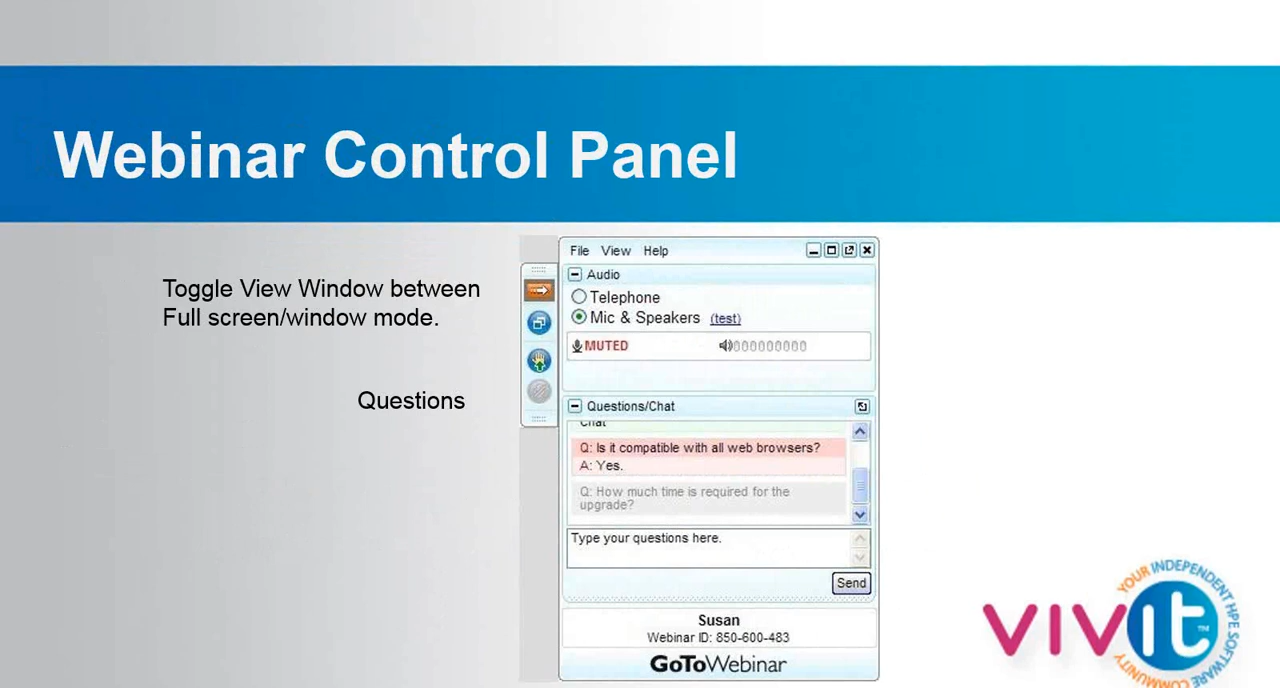 Webinar Control Panel
Toggle View Window between
Full screen/window mode.
Questions
File View Help
Audio
Telephone
Mic & Speakers (test)
MUTED
Questions/Chat
Chat
Q: Is it compatible with all web browsers?
A: Yes.
Q: How much time is required for the
upgrade?
Type your questions here.
Send
Susan
Webinar ID: 850-600-483
GoToWebinar
VIVIT
TM
YOUR INDEPENDENT HPE SOFTWARE COMMUNITY